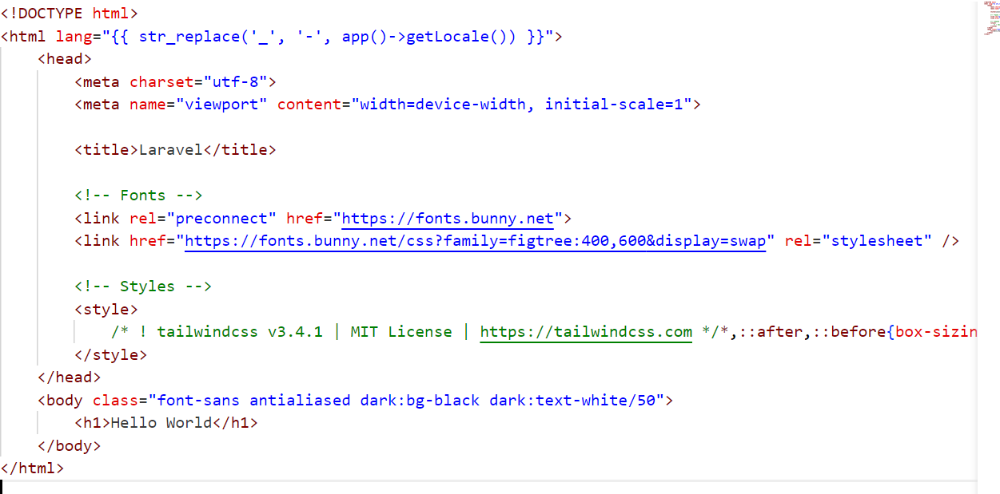 <!DOCTYPE html>
<html lang="{{ str_replace('_', '-', app()->getLocale()) }}">
<head>
<meta charset="utf-8">
<meta name="viewport" content="width=device-width, initial-scale=1">
<title>Laravel</title>
<!-- Fonts -->
<link rel="preconnect" href="https://fonts.bunny.net">
<link href="https://fonts.bunny.net/css?family=figtree:400,600&display=swap" rel="stylesheet" />
<!-- Styles -->
<style>
/* ! tailwindcss v3.4.1 | MIT License | https://tailwindcss.com */*,::after,::before{box-sizin
</style>
</head>
<body class="font-sans antialiased dark:bg-black dark:text-white/50">
<h1>Hello World</h1>
</body>
</html>